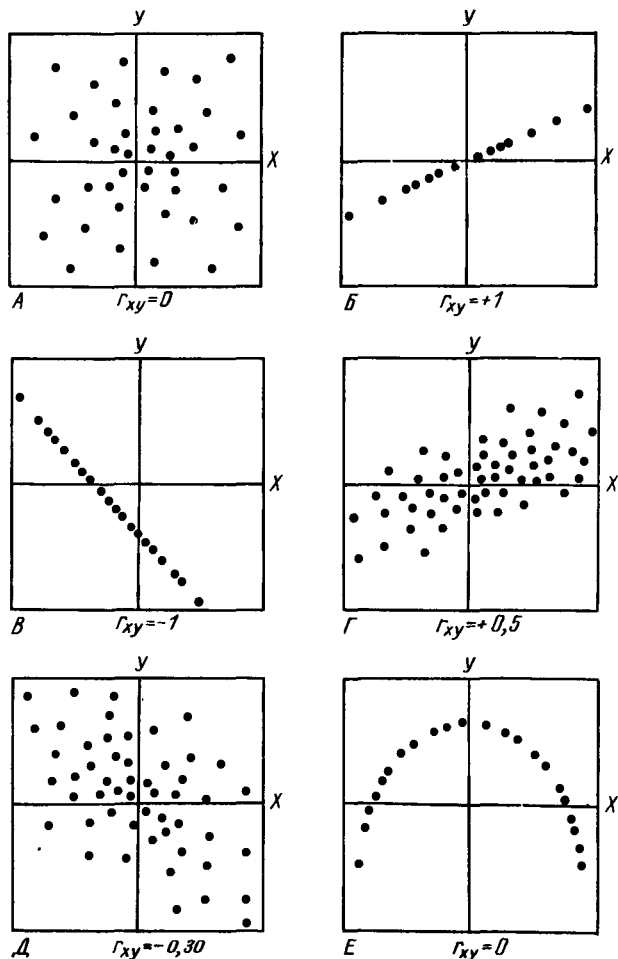 y y
X X
А r_xy=0 Б r_xy=+1
y y
X X
В r_xy=-1 Г r_xy=+0,5
y y
X X
Д r_xy=-0,30 Е r_xy=0